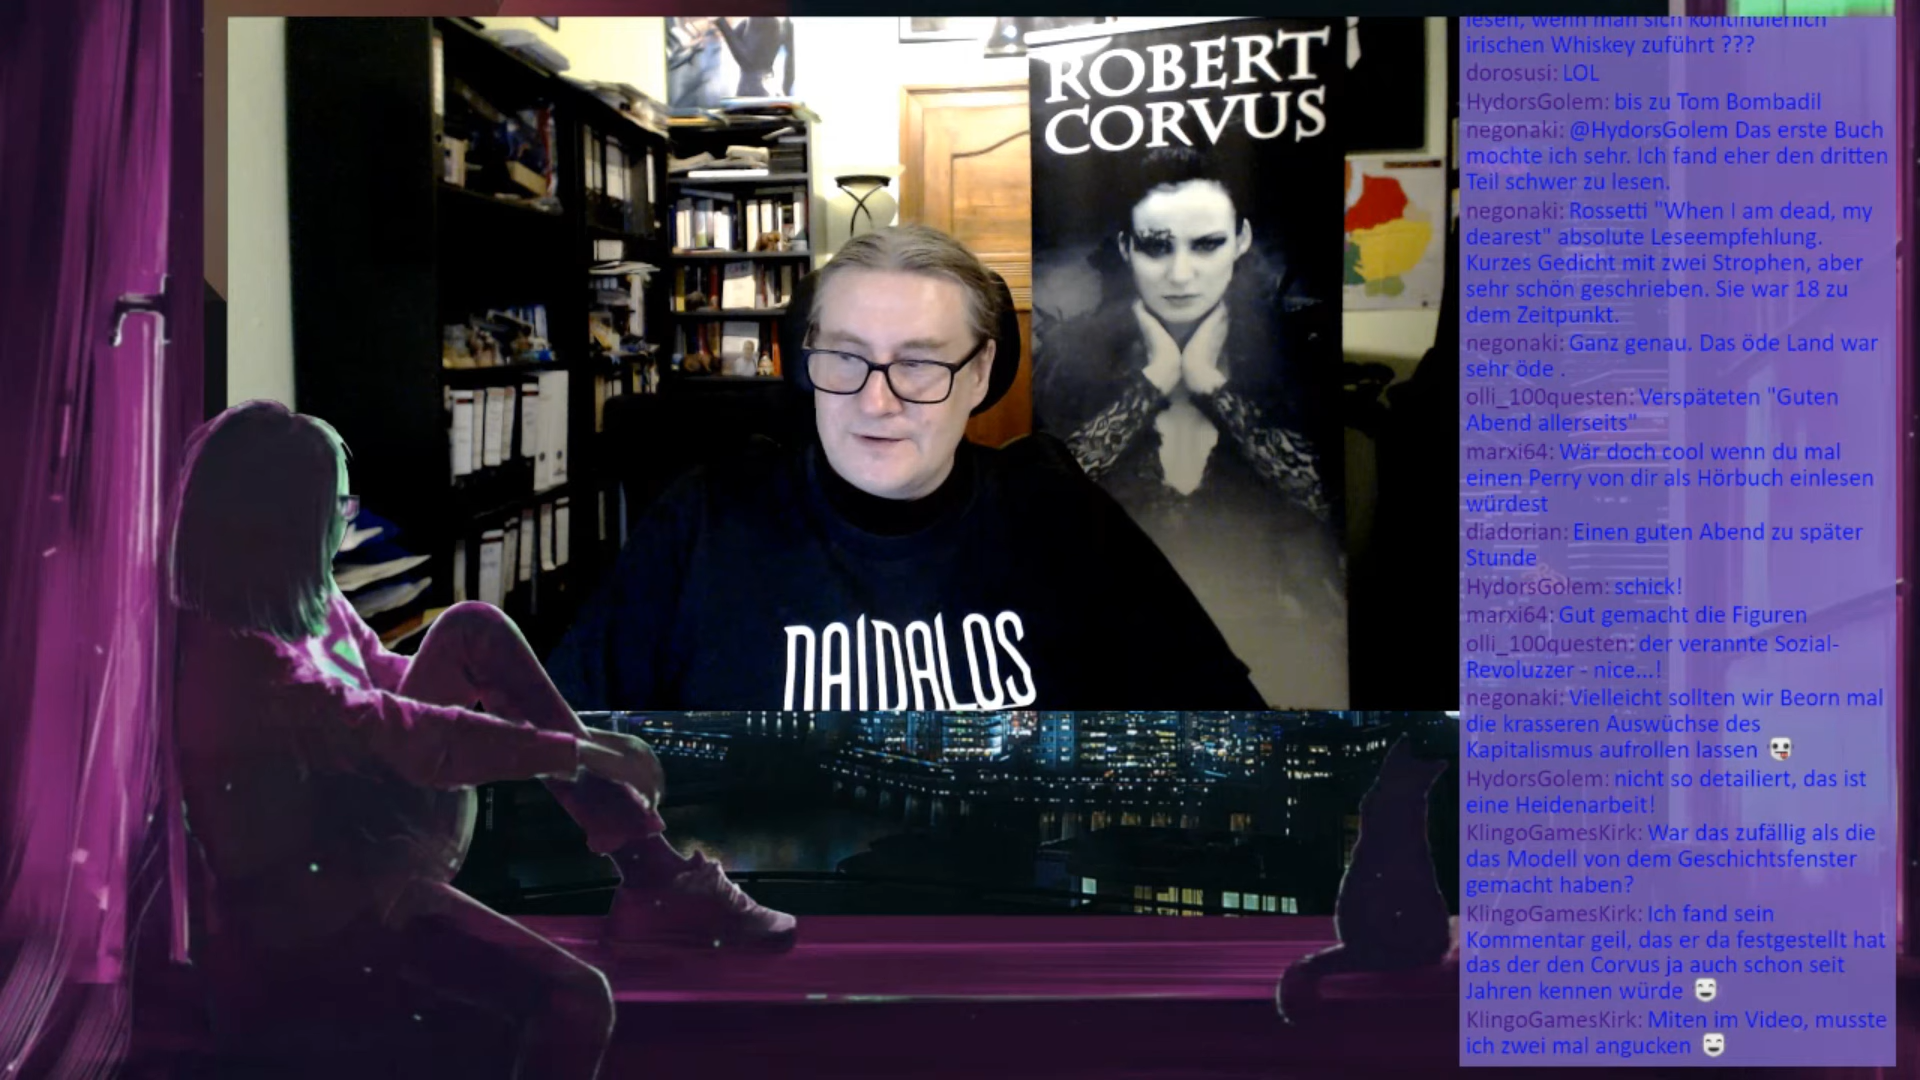 ROBERT
CORVUS
NAIDALOS
lesen, wenn man sich kontinuierlich
irischen Whiskey zuführt ???
dorosusi: LOL
HydorsGolem: bis zu Tom Bombadil
negonaki: @HydorsGolem Das erste Buch
mochte ich sehr. Ich fand eher den dritten
Teil schwer zu lesen.
negonaki: Rossetti "When I am dead, my
dearest" absolute Leseempfehlung.
Kurzes Gedicht mit zwei Strophen, aber
sehr schön geschrieben. Sie war 18 zu
dem Zeitpunkt.
negonaki: Ganz genau. Das öde Land war
sehr öde .
olli_100questen: Verspäteten "Guten
Abend allerseits"
marxi64: Wär doch cool wenn du mal
einen Perry von dir als Hörbuch einlesen
würdest
diadorian: Einen guten Abend zu später
Stunde
HydorsGolem: schick!
marxi64: Gut gemacht die Figuren
olli_100questen: der verannte Sozial-
Revoluzzer - nice...!
negonaki: Vielleicht sollten wir Beorn mal
die krasseren Auswüchse des
Kapitalismus aufrollen lassen
HydorsGolem: nicht so detailiert, das ist
eine Heidenarbeit!
KlingoGamesKirk: War das zufällig als die
das Modell von dem Geschichtsfenster
gemacht haben?
KlingoGamesKirk: Ich fand sein
Kommentar geil, das er da festgestellt hat
das der den Corvus ja auch schon seit
Jahren kennen würde
KlingoGamesKirk: Miten im Video, musste
ich zwei mal angucken